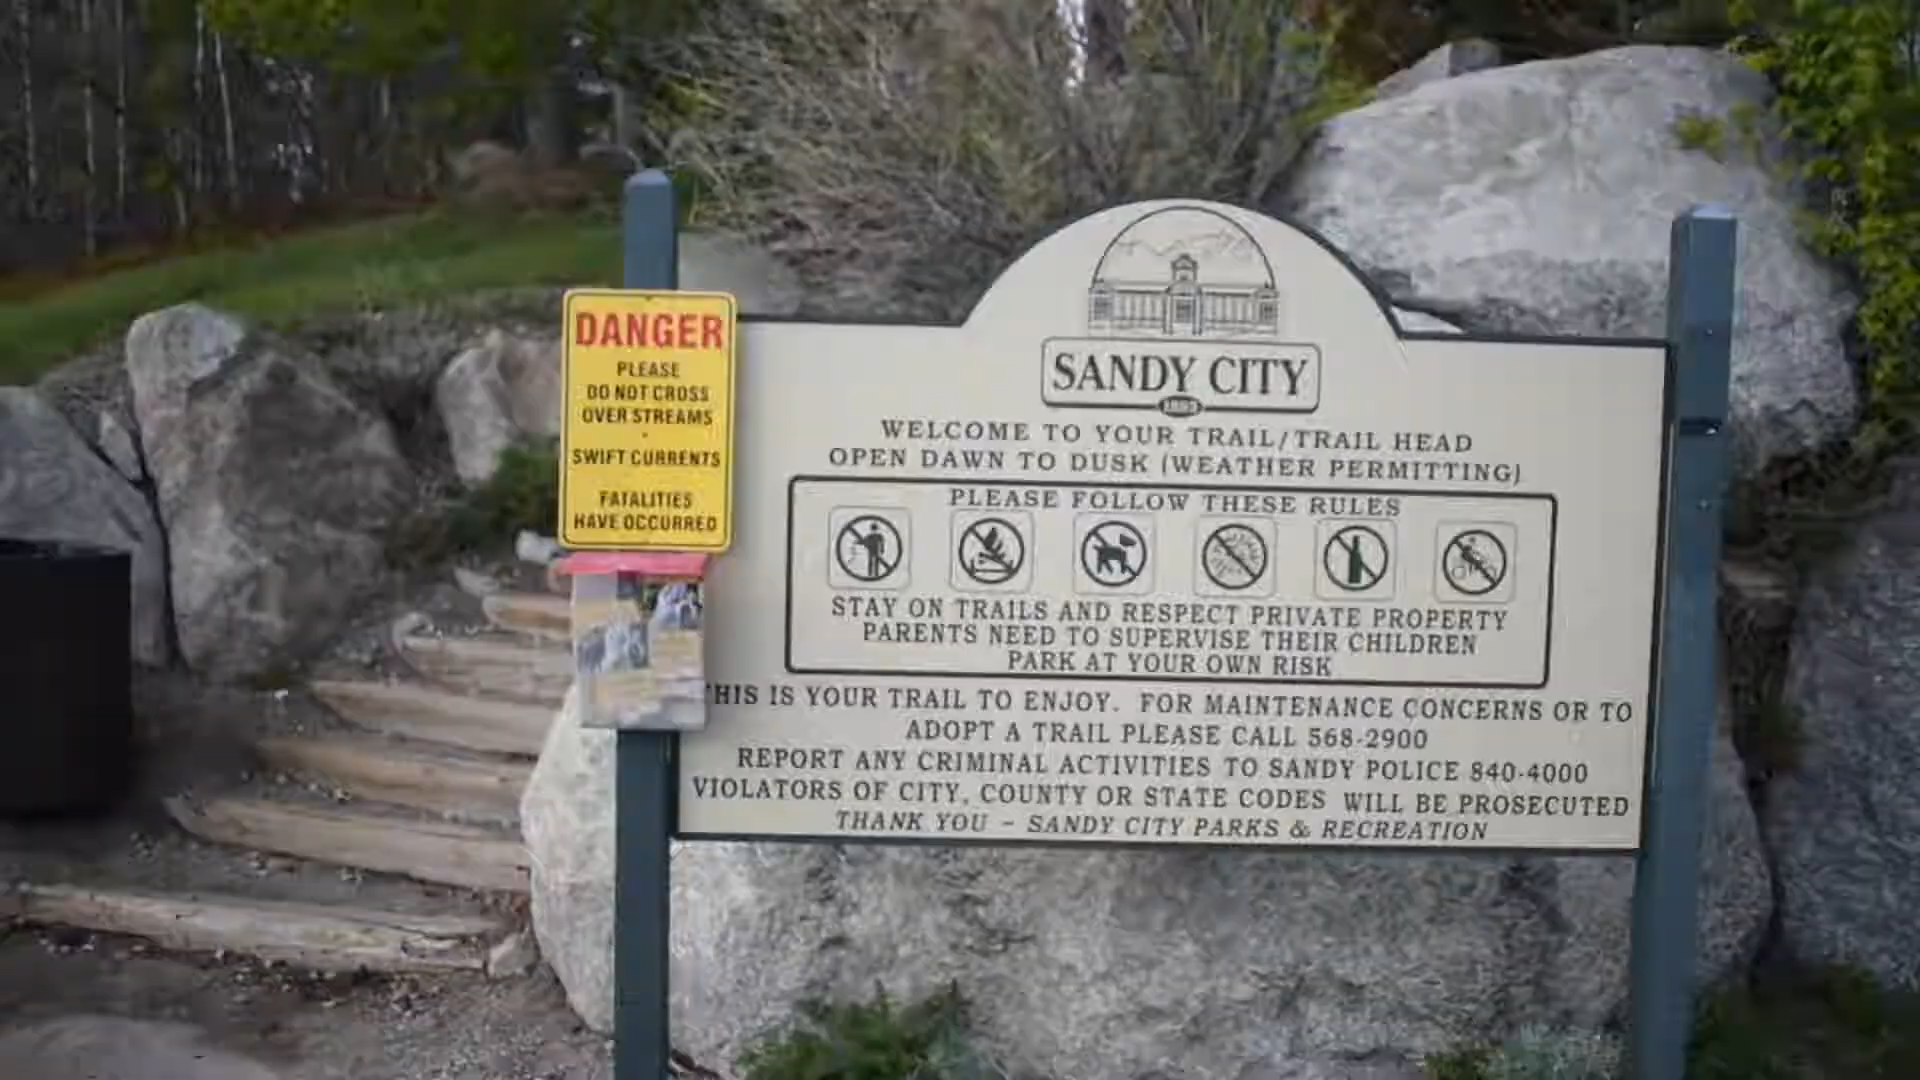 DANGER
PLEASE
DO NOT CROSS
OVER STREAMS
SWIFT CURRENTS
FATALITIES
HAVE OCCURRED
SANDY CITY
1893
WELCOME TO YOUR TRAIL/TRAIL HEAD
OPEN DAWN TO DUSK (WEATHER PERMITTING)
PLEASE FOLLOW THESE RULES
STAY ON TRAILS AND RESPECT PRIVATE PROPERTY
PARENTS NEED TO SUPERVISE THEIR CHILDREN
PARK AT YOUR OWN RISK
THIS IS YOUR TRAIL TO ENJOY. FOR MAINTENANCE CONCERNS OR TO
ADOPT A TRAIL PLEASE CALL 568-2900
REPORT ANY CRIMINAL ACTIVITIES TO SANDY POLICE 840-4000
VIOLATORS OF CITY, COUNTY OR STATE CODES WILL BE PROSECUTED
THANK YOU - SANDY CITY PARKS & RECREATION